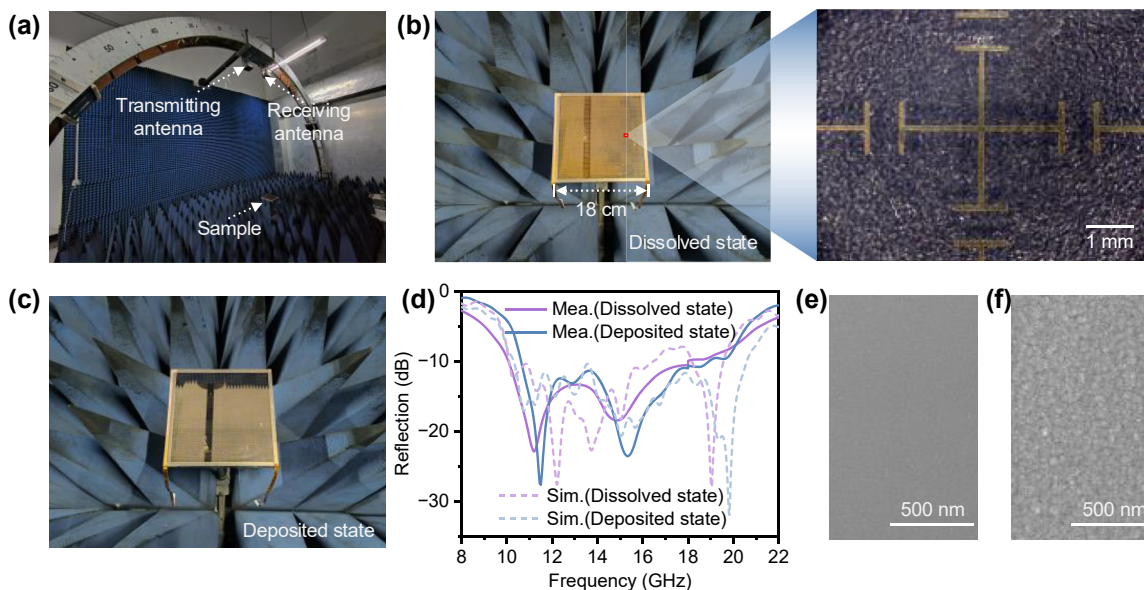 (a)
50
60
Transmitting
antenna
Receiving
antenna
Sample
(b)
18 cm
Dissolved state
1 mm
(c)
Deposited state
(d)
Mea.(Dissolved state)
Mea.(Deposited state)
Sim.(Dissolved state)
Sim.(Deposited state)
0
−10
−20
−30
Reflection (dB)
8 10 12 14 16 18 20 22
Frequency (GHz)
(e)
500 nm
(f)
500 nm